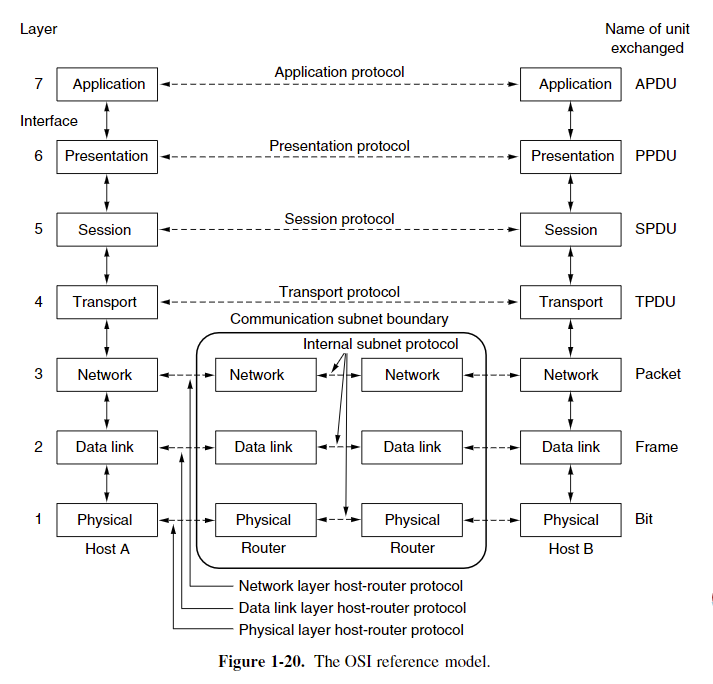 Layer
Name of unit
exchanged
Application protocol
7 Application Application APDU
Interface
Presentation protocol
6 Presentation Presentation PPDU
Session protocol
5 Session Session SPDU
Transport protocol
4 Transport Transport TPDU
Communication subnet boundary
Internal subnet protocol
3 Network Network Network Network Packet
2 Data link Data link Data link Data link Frame
1 Physical Physical Physical Physical Bit
Host A Router Router Host B
Network layer host-router protocol
Data link layer host-router protocol
Physical layer host-router protocol
Figure 1-20. The OSI reference model.